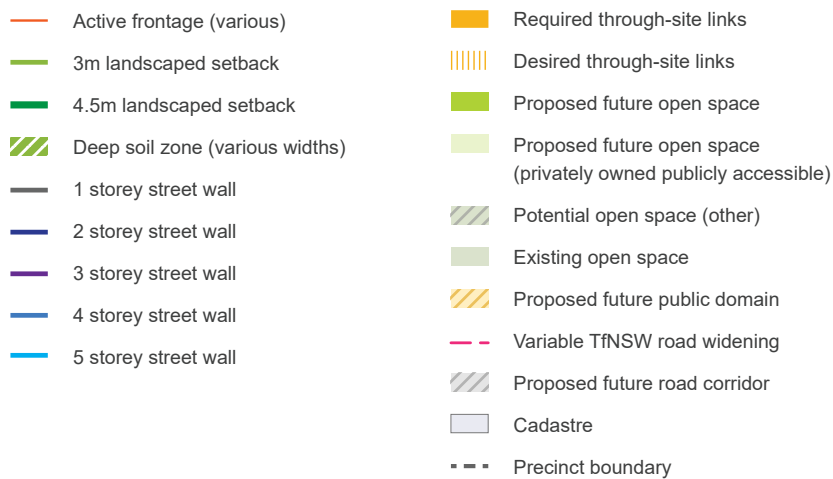 Active frontage (various)
3m landscaped setback
4.5m landscaped setback
Deep soil zone (various widths)
1 storey street wall
2 storey street wall
3 storey street wall
4 storey street wall
5 storey street wall
Required through-site links
Desired through-site links
Proposed future open space
Proposed future open space
(privately owned publicly accessible)
Potential open space (other)
Existing open space
Proposed future public domain
Variable TfNSW road widening
Proposed future road corridor
Cadastre
Precinct boundary